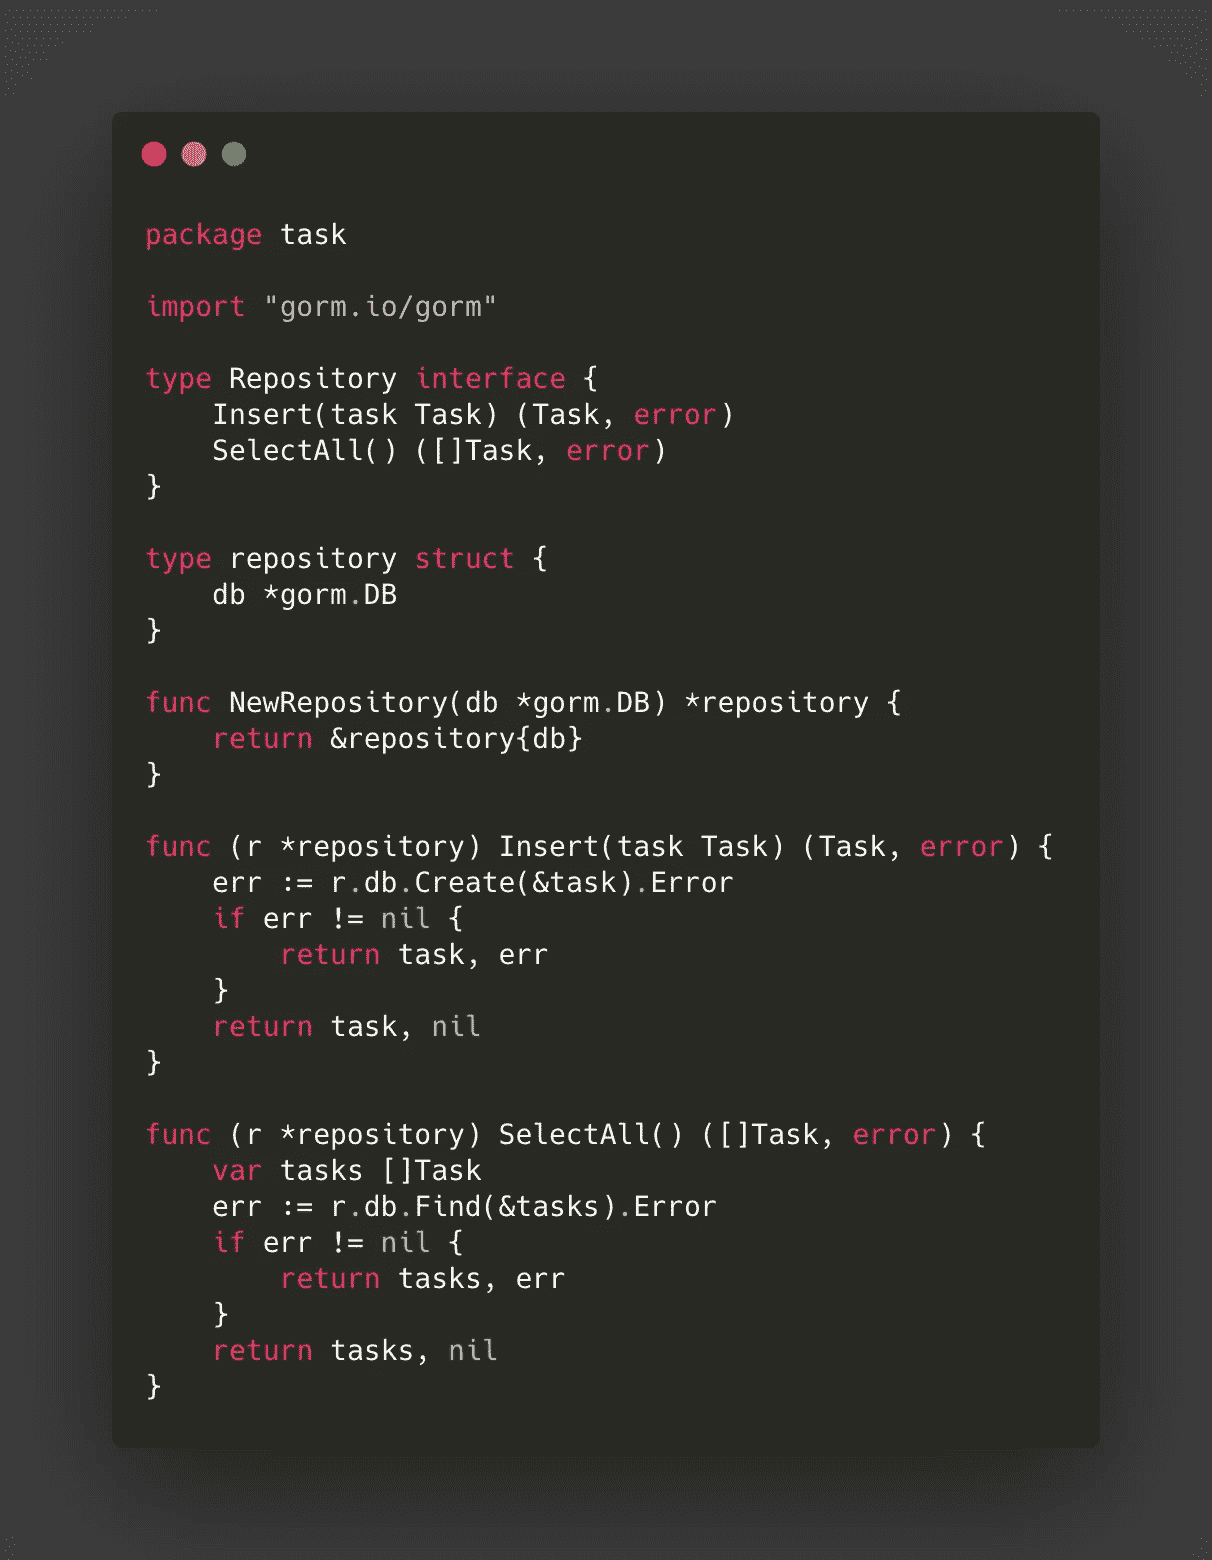 package task
import "gorm.io/gorm"
type Repository interface {
    Insert(task Task) (Task, error)
    SelectAll() ([]Task, error)
}
type repository struct {
    db *gorm.DB
}
func NewRepository(db *gorm.DB) *repository {
    return &repository{db}
}
func (r *repository) Insert(task Task) (Task, error) {
    err := r.db.Create(&task).Error
    if err != nil {
        return task, err
    }
    return task, nil
}
func (r *repository) SelectAll() ([]Task, error) {
    var tasks []Task
    err := r.db.Find(&tasks).Error
    if err != nil {
        return tasks, err
    }
    return tasks, nil
}